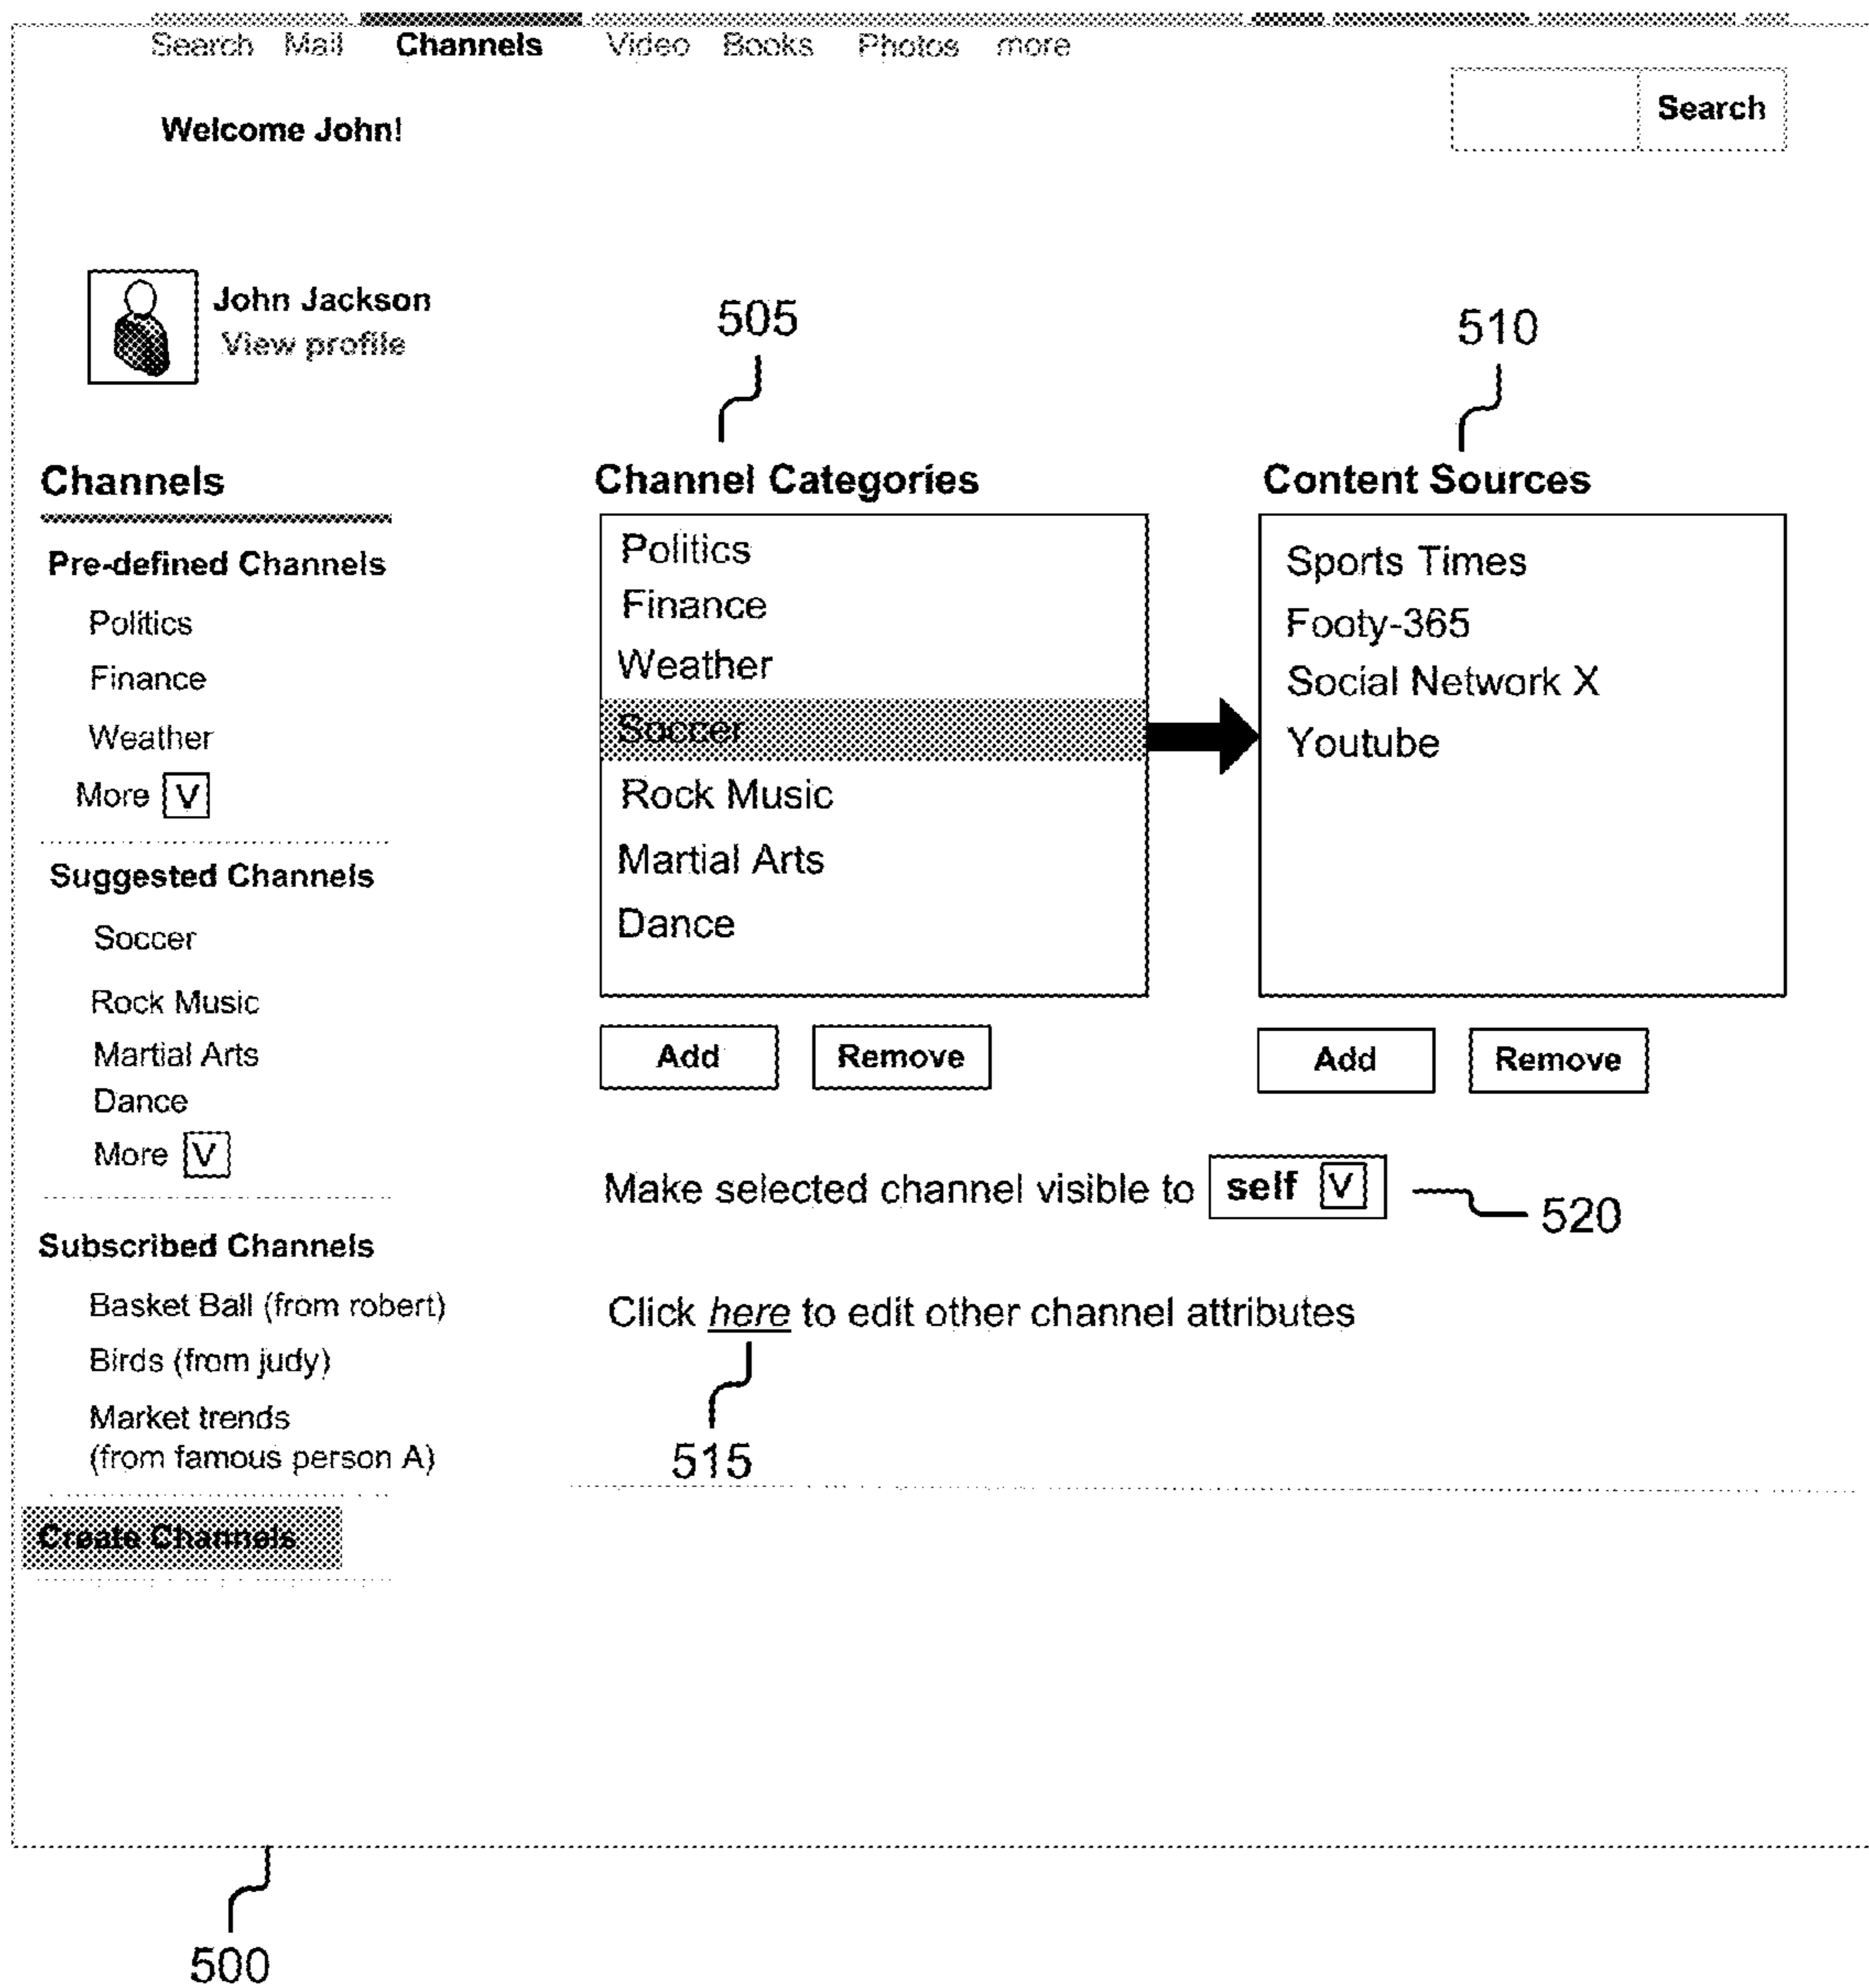 Search Mail Channels Video Books Photos more
Search
Welcome John!
John Jackson
View profile
505
510
Channels
Pre-defined Channels
Politics
Finance
Weather
More V
Suggested Channels
Soccer
Rock Music
Martial Arts
Dance
More V
Subscribed Channels
Basket Ball (from robert)
Birds (from judy)
Market trends
(from famous person A)
Create Channels
Channel Categories
Politics
Finance
Weather
Soccer
Rock Music
Martial Arts
Dance
Add Remove
Content Sources
Sports Times
Footy-365
Social Network X
Youtube
Add Remove
Make selected channel visible to self V
520
Click here to edit other channel attributes
515
500